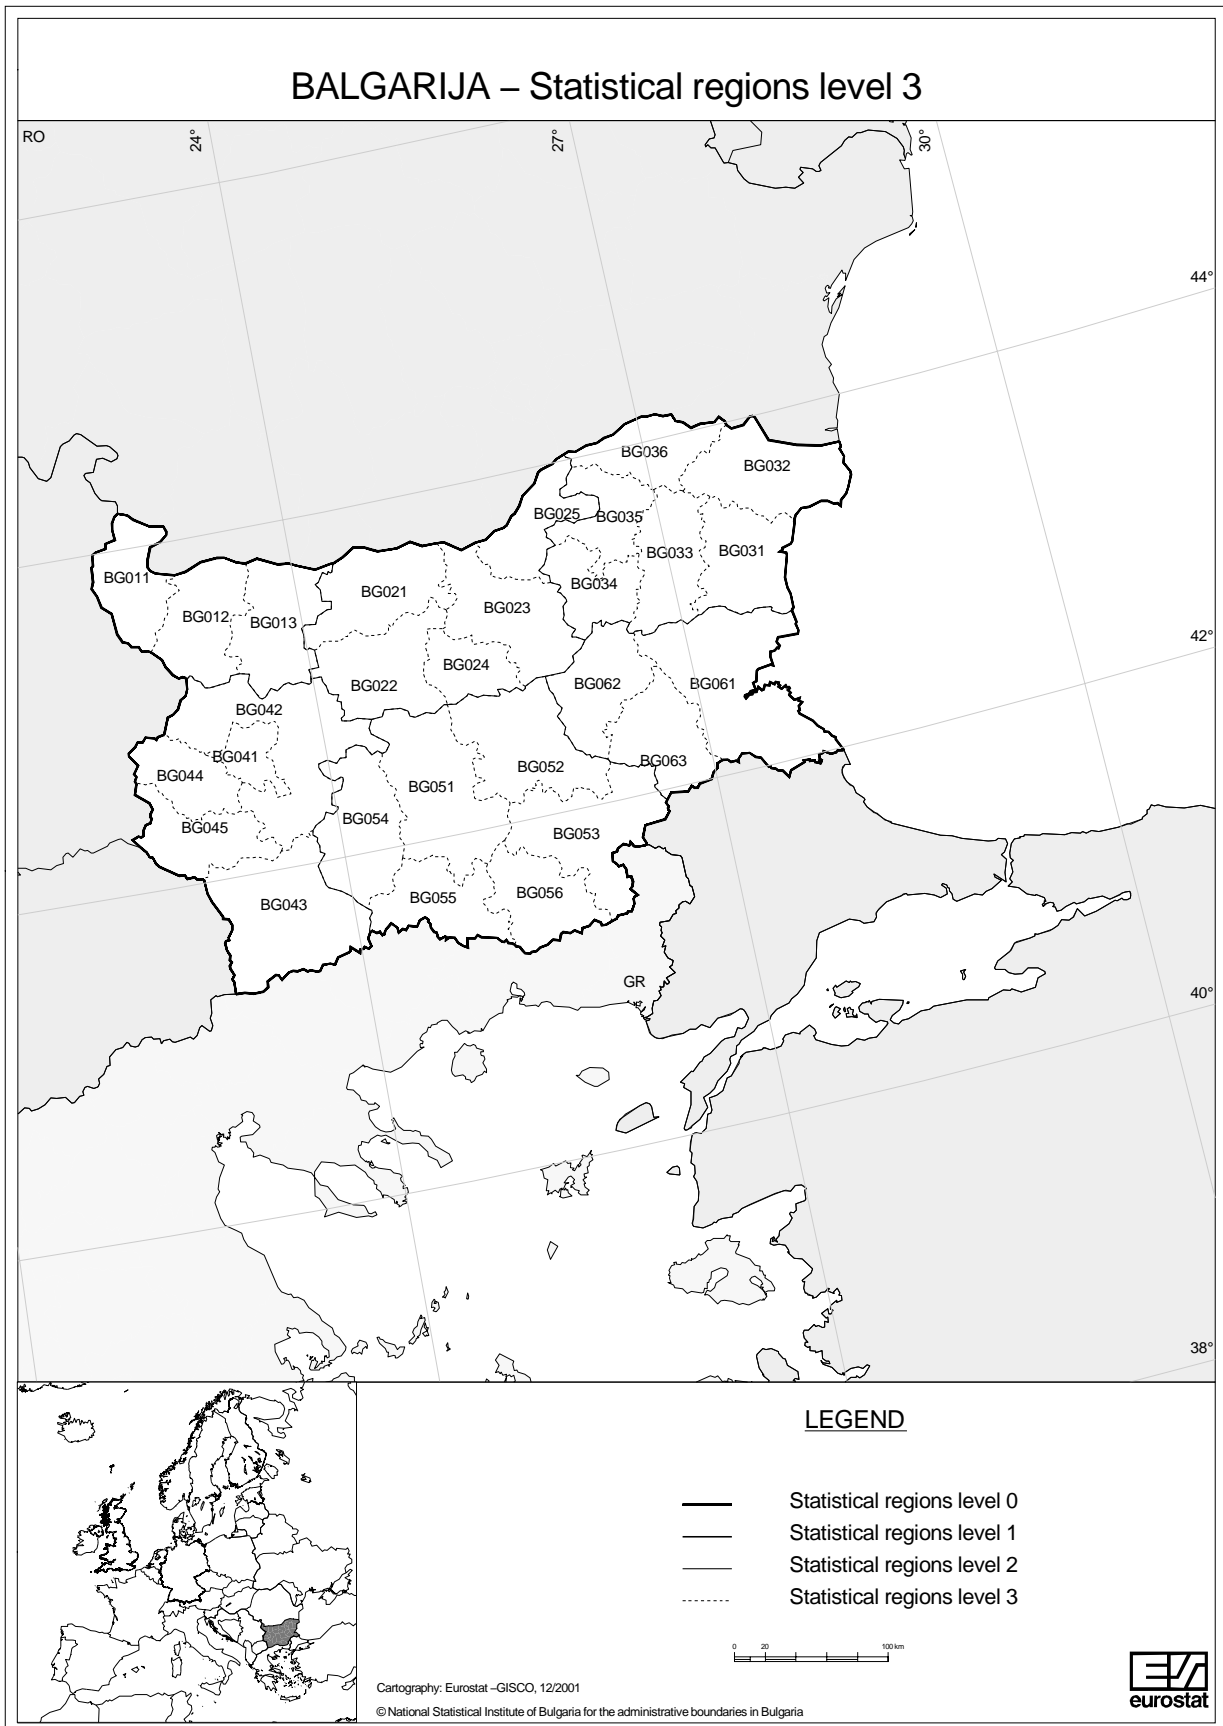 BALGARIJA – Statistical regions level 3
RO
24°
27°
30°
44°
BG036
BG032
BG025
BG035
BG033
BG031
BG011
BG034
BG021
BG023
BG012
BG013
42°
BG024
BG022
BG062
BG061
BG042
BG041
BG044
BG063
BG052
BG051
BG054
BG045
BG053
BG056
BG055
BG043
GR
40°
38°
LEGEND
Statistical regions level 0
Statistical regions level 1
Statistical regions level 2
Statistical regions level 3
0 20 100 km
Cartography: Eurostat – GISCO, 12/2001
© National Statistical Institute of Bulgaria for the administrative boundaries in Bulgaria
eurostat